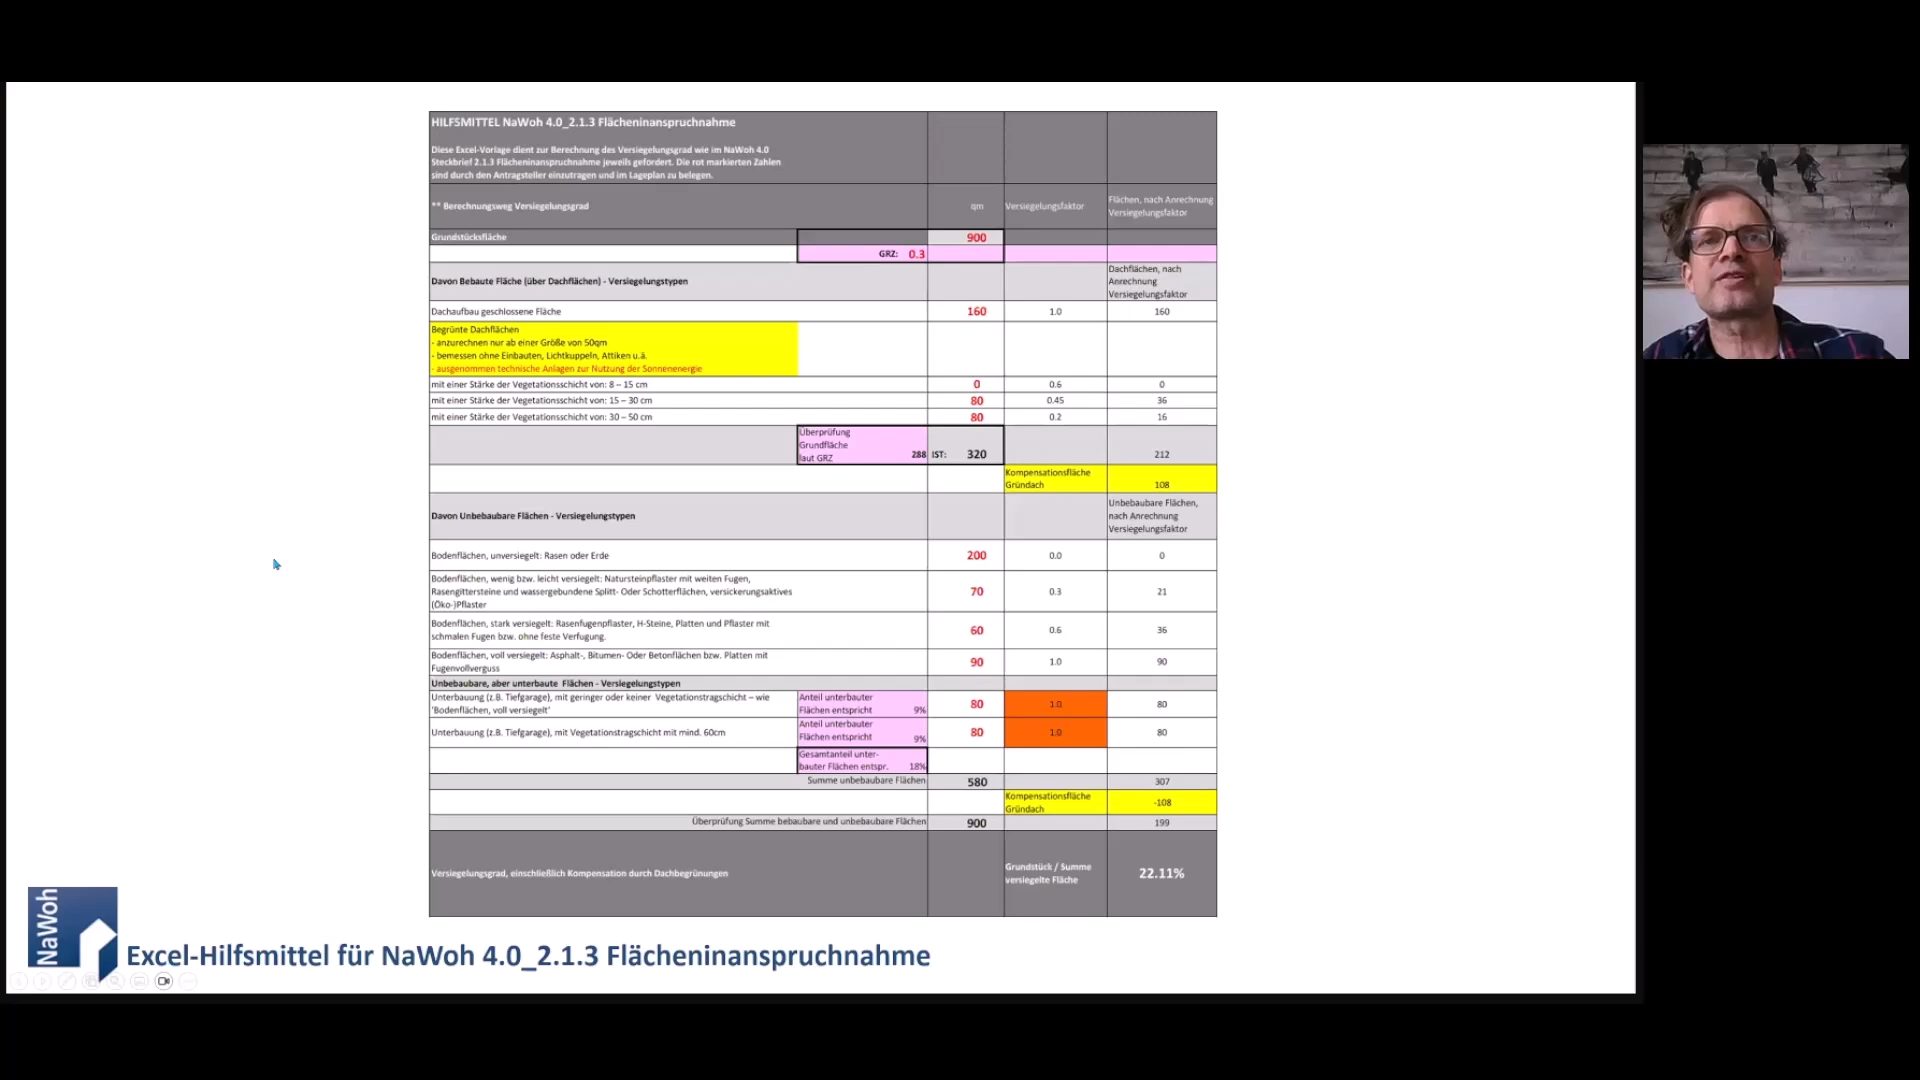 HILFSMITTEL NaWoh 4.0_2.1.3 Flächeninanspruchnahme
Diese Excel-Vorlage dient zur Berechnung des Versiegelungsgrad wie im NaWoh 4.0
Steckbrief 2.1.3 Flächeninanspruchnahme jeweils gefordert. Die rot markierten Zahlen
sind durch den Antragsteller einzutragen und im Lageplan zu belegen.
** Berechnungsweg Versiegelungsgrad qm Versiegelungsfaktor Flächen, nach Anrechnung
Versiegelungsfaktor
Grundstücksfläche 900
GRZ: 0.3
Davon Bebaute Fläche (über Dachflächen) - Versiegelungstypen Dachflächen, nach
Anrechnung
Versiegelungsfaktor
Dachaufbau geschlossene Fläche 160 1.0 160
Begrünte Dachflächen
- anzurechnen nur ab einer Größe von 50qm
- bemessen ohne Einbauten, Lichtkuppeln, Attiken u.ä.
- ausgenommen technische Anlagen zur Nutzung der Sonnenenergie
mit einer Stärke der Vegetationsschicht von: 8 – 15 cm 0 0.6 0
mit einer Stärke der Vegetationsschicht von: 15 – 30 cm 80 0.45 36
mit einer Stärke der Vegetationsschicht von: 30 – 50 cm 80 0.2 16
Überprüfung
Grundfläche
laut GRZ 288 IST: 320 212
Kompensationsfläche
Gründach 108
Davon Unbebaubare Flächen - Versiegelungstypen Unbebaubare Flächen,
nach Anrechnung
Versiegelungsfaktor
Bodenflächen, unversiegelt: Rasen oder Erde 200 0.0 0
Bodenflächen, wenig bzw. leicht versiegelt: Natursteinpflaster mit weiten Fugen,
Rasengittersteine und wassergebundene Splitt- Oder Schotterflächen, versickerungsaktives 70 0.3 21
(Öko-)Pflaster
Bodenflächen, stark versiegelt: Rasenfugenpflaster, H-Steine, Platten und Pflaster mit
schmalen Fugen bzw. ohne feste Verfugung. 60 0.6 36
Bodenflächen, voll versiegelt: Asphalt-, Bitumen- Oder Betonflächen bzw. Platten mit
Fugenvollverguss 90 1.0 90
Unbebaubare, aber unterbaute Flächen - Versiegelungstypen
Unterbauung (z.B. Tiefgarage), mit geringer oder keiner Vegetationstragschicht – wie
'Bodenflächen, voll versiegelt' Anteil unterbauter
Flächen entspricht 9% 80 1.0 80
Unterbauung (z.B. Tiefgarage), mit Vegetationstragschicht mit mind. 60cm Anteil unterbauter
Flächen entspricht 9% 80 1.0 80
Gesamtanteil unter-
bauter Flächen entspr. 18%
Summe unbebaubare Flächen 580 307
Kompensationsfläche
Gründach -108
Überprüfung Summe bebaubare und unbebaubare Flächen 900 199
Versiegelungsgrad, einschließlich Kompensation durch Dachbegrünungen Grundstück / Summe
versiegelte Fläche 22.11%
NaWoh
Excel-Hilfsmittel für NaWoh 4.0_2.1.3 Flächeninanspruchnahme